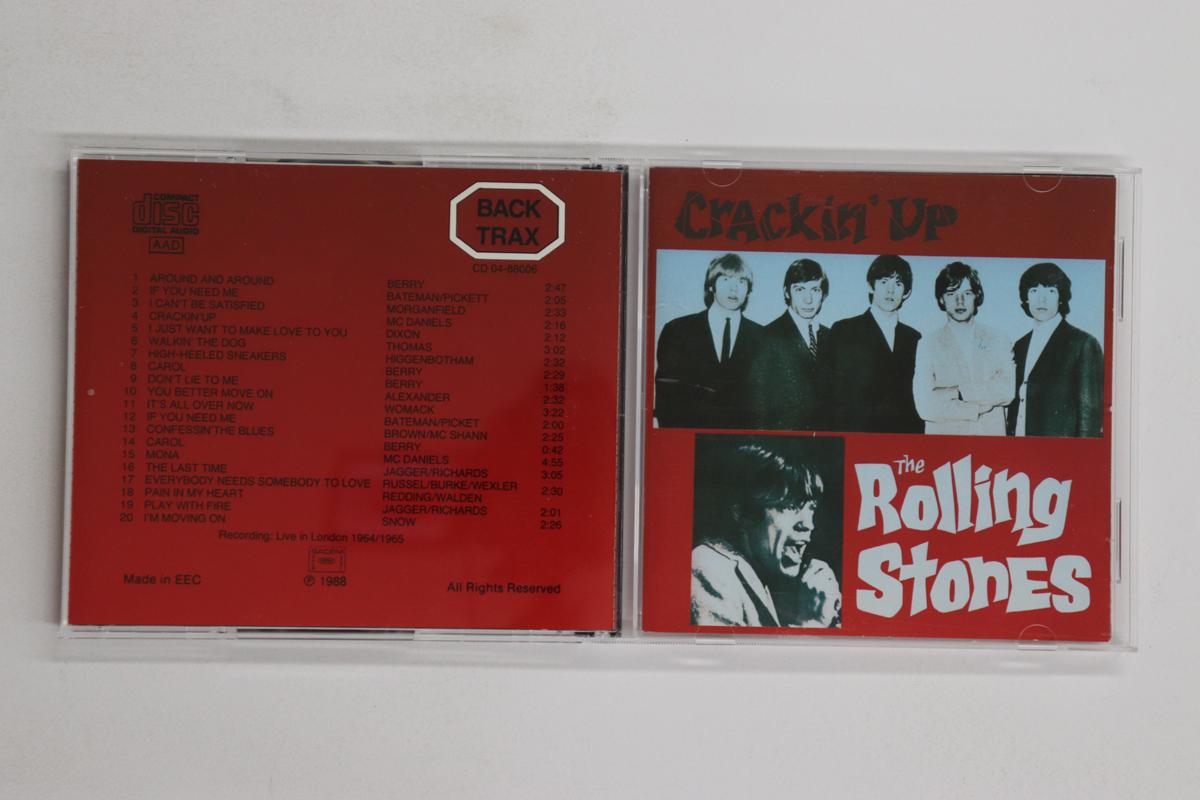 COMPACT
disc
DIGITAL AUDIO
AAD
BACK
TRAX
CD 04-88006
1 AROUND AND AROUND BERRY 2:47
2 IF YOU NEED ME BATEMAN/PICKETT 2:05
3 I CAN'T BE SATISFIED MORGANFIELD 2:33
4 CRACKIN'UP MC DANIELS 2:16
5 I JUST WANT TO MAKE LOVE TO YOU DIXON 2:12
6 WALKIN' THE DOG THOMAS 3:02
7 HIGH-HEELED SNEAKERS HIGGENBOTHAM 2:32
8 CAROL BERRY 2:29
9 DON'T LIE TO ME BERRY 1:38
10 YOU BETTER MOVE ON ALEXANDER 2:32
11 IT'S ALL OVER NOW WOMACK 3:22
12 IF YOU NEED ME BATEMAN/PICKET 2:00
13 CONFESSIN'THE BLUES BROWN/MC SHANN 2:25
14 CAROL BERRY 0:42
15 MONA MC DANIELS 4:55
16 THE LAST TIME JAGGER/RICHARDS 3:05
17 EVERYBODY NEEDS SOMEBODY TO LOVE RUSSEL/BURKE/WEXLER 2:30
18 PAIN IN MY HEART REDDING/WALDEN
19 PLAY WITH FIRE JAGGER/RICHARDS 2:01
20 I'M MOVING ON SNOW 2:26
Recording: Live in London 1964/1965
SACEM
Made in EEC
℗ 1988
All Rights Reserved
Crackin' Up
The
Rolling
StonES